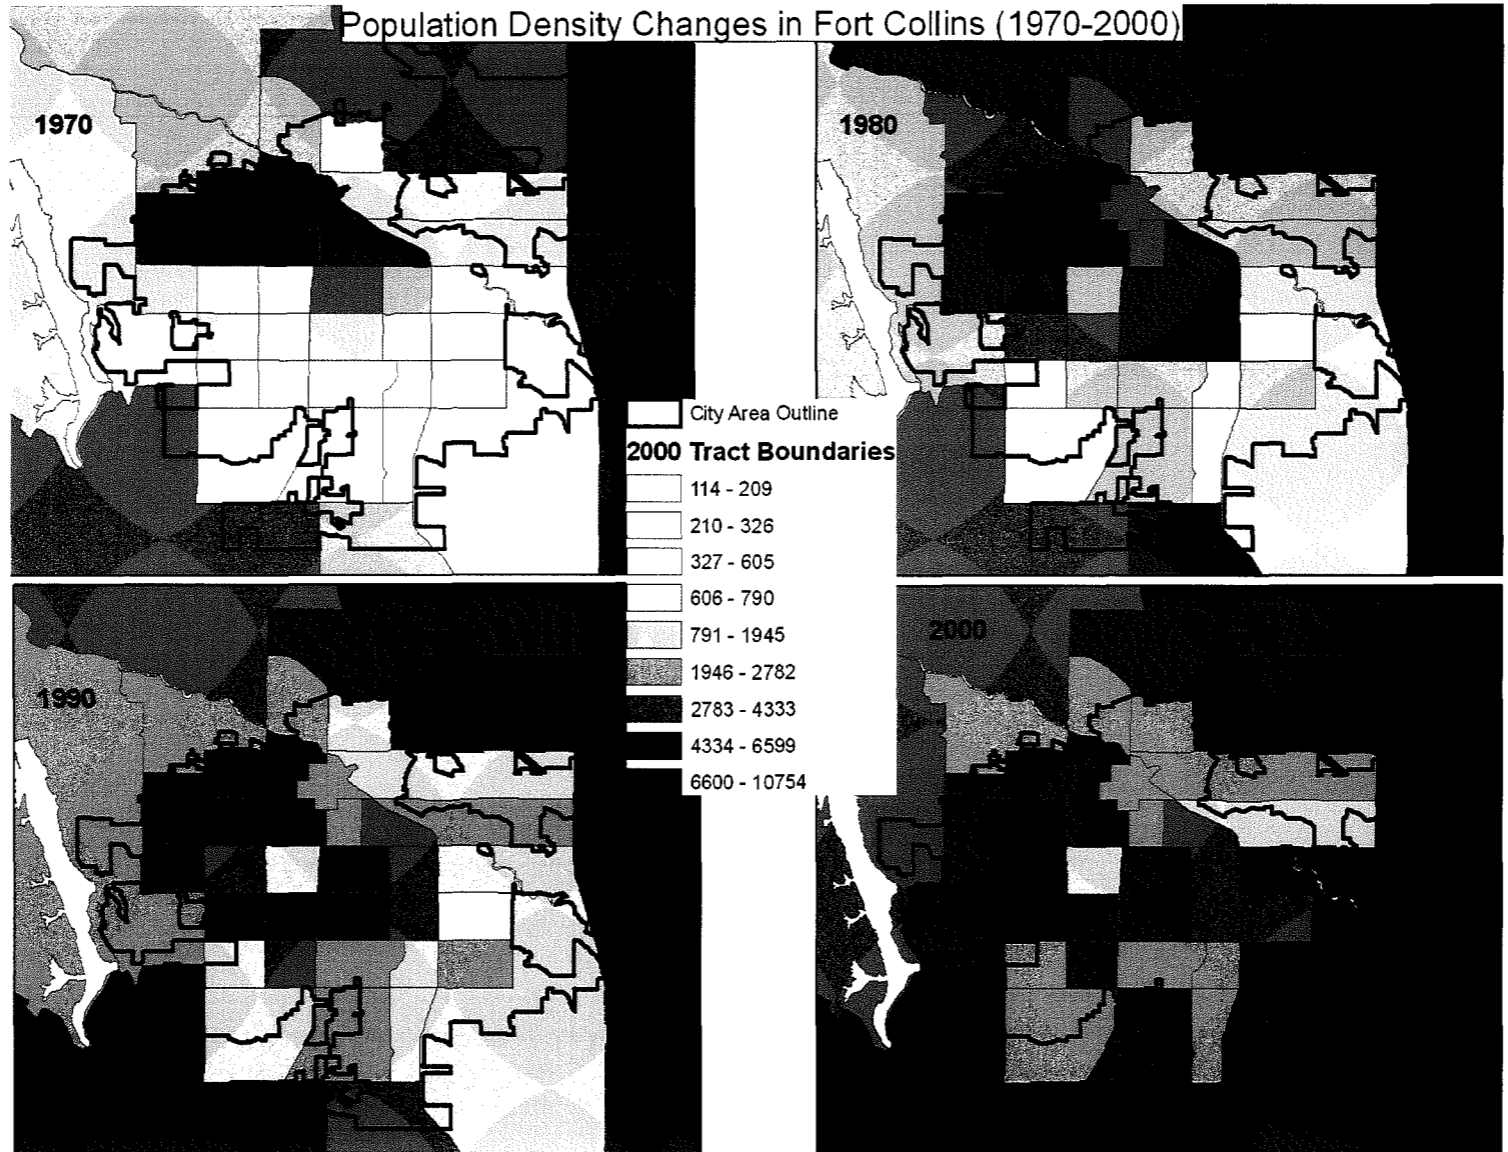 Population Density Changes in Fort Collins (1970-2000)
1970
1980
City Area Outline
2000 Tract Boundaries
114 - 209
210 - 326
327 - 605
606 - 790
791 - 1945
1946 - 2782
2783 - 4333
4334 - 6599
6600 - 10754
1990
2000